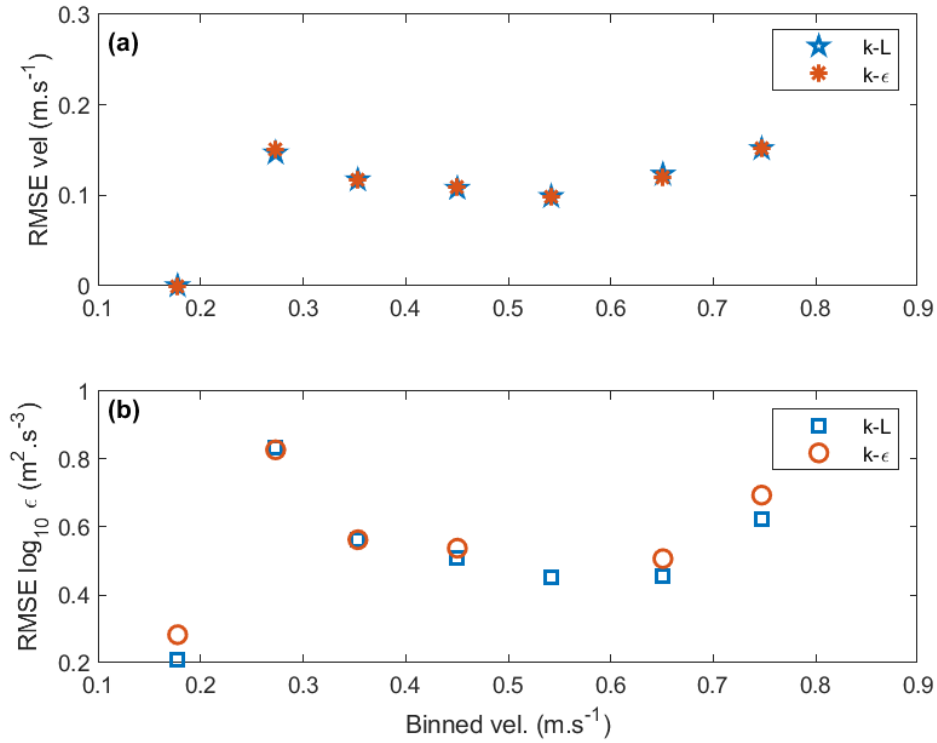 (a)
RMSE vel (m.s⁻¹)
0.3
0.2
0.1
0
k-L
k-ϵ
0.1 0.2 0.3 0.4 0.5 0.6 0.7 0.8 0.9
(b)
RMSE log₁₀ ϵ (m².s⁻³)
1
0.8
0.6
0.4
0.2
k-L
k-ϵ
0.1 0.2 0.3 0.4 0.5 0.6 0.7 0.8 0.9
Binned vel. (m.s⁻¹)